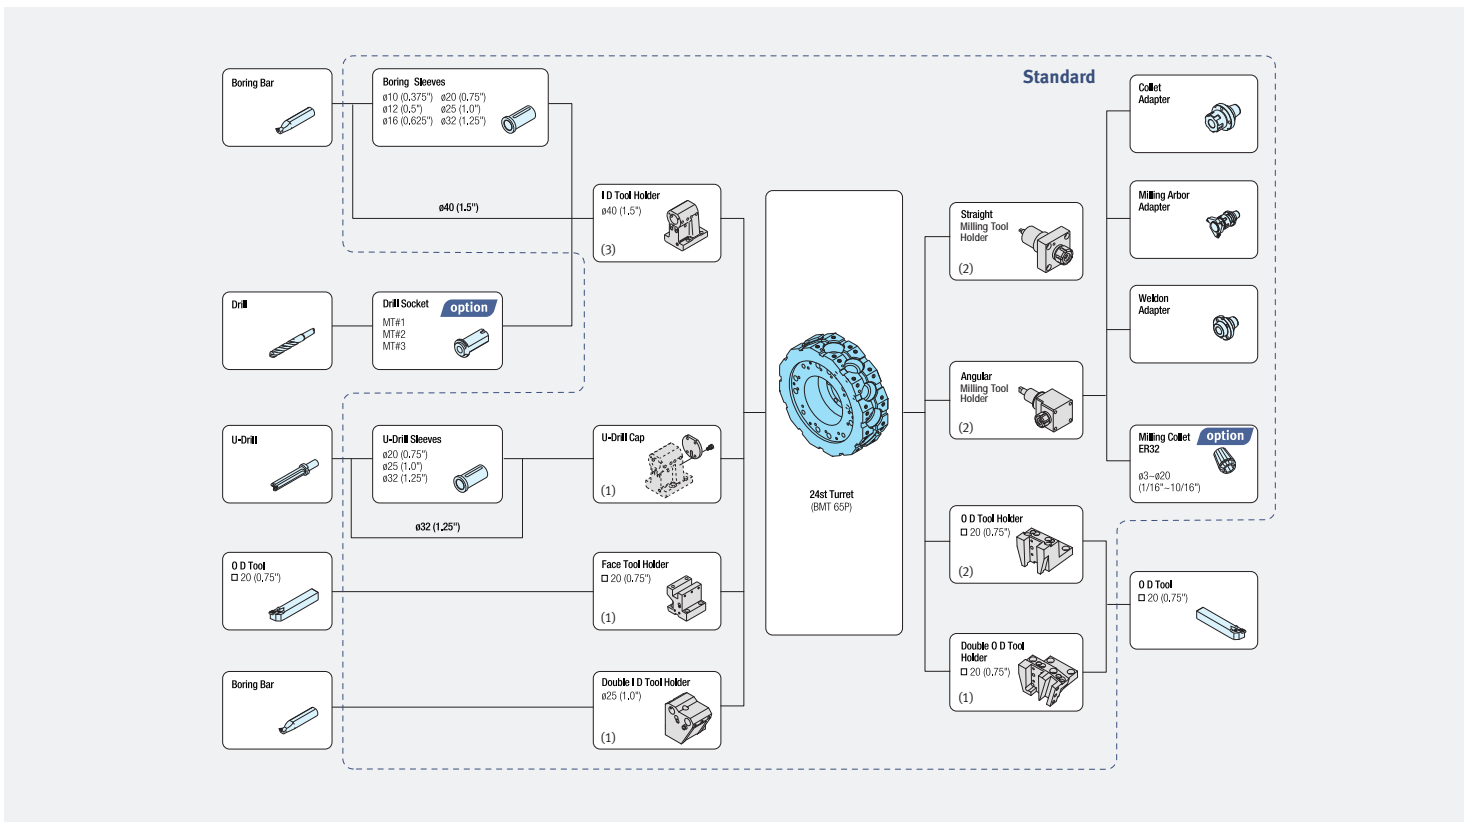 Standard
Boring Bar
Boring Sleeves
ø10 (0.375") ø20 (0.75")
ø12 (0.5") ø25 (1.0")
ø16 (0.625") ø32 (1.25")
ø40 (1.5")
I D Tool Holder
ø40 (1.5")
(3)
Drill
Drill Socket
option
MT#1
MT#2
MT#3
U-Drill
U-Drill Sleeves
ø20 (0.75")
ø25 (1.0")
ø32 (1.25")
ø32 (1.25")
U-Drill Cap
(1)
O D Tool
□ 20 (0.75")
Face Tool Holder
□ 20 (0.75")
(1)
Boring Bar
Double I D Tool Holder
ø25 (1.0")
(1)
24st Turret
(BMT 65P)
Straight
Milling Tool
Holder
(2)
Angular
Milling Tool
Holder
(2)
O D Tool Holder
□ 20 (0.75")
(2)
Double O D Tool
Holder
□ 20 (0.75")
(1)
Collet
Adapter
Milling Arbor
Adapter
Weldon
Adapter
Milling Collet
ER32
option
ø3~ø20
(1/16"~10/16")
O D Tool
□ 20 (0.75")